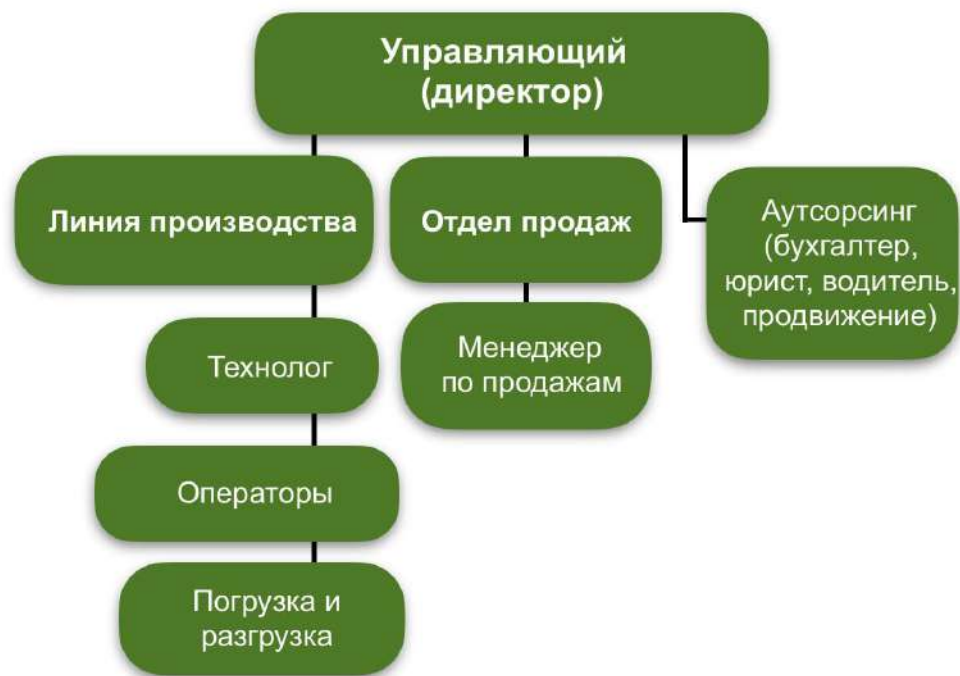 Управляющий
(директор)
Линия производства
Отдел продаж
Аутсорсинг
(бухгалтер,
юрист, водитель,
продвижение)
Технолог
Менеджер
по продажам
Операторы
Погрузка и
разгрузка